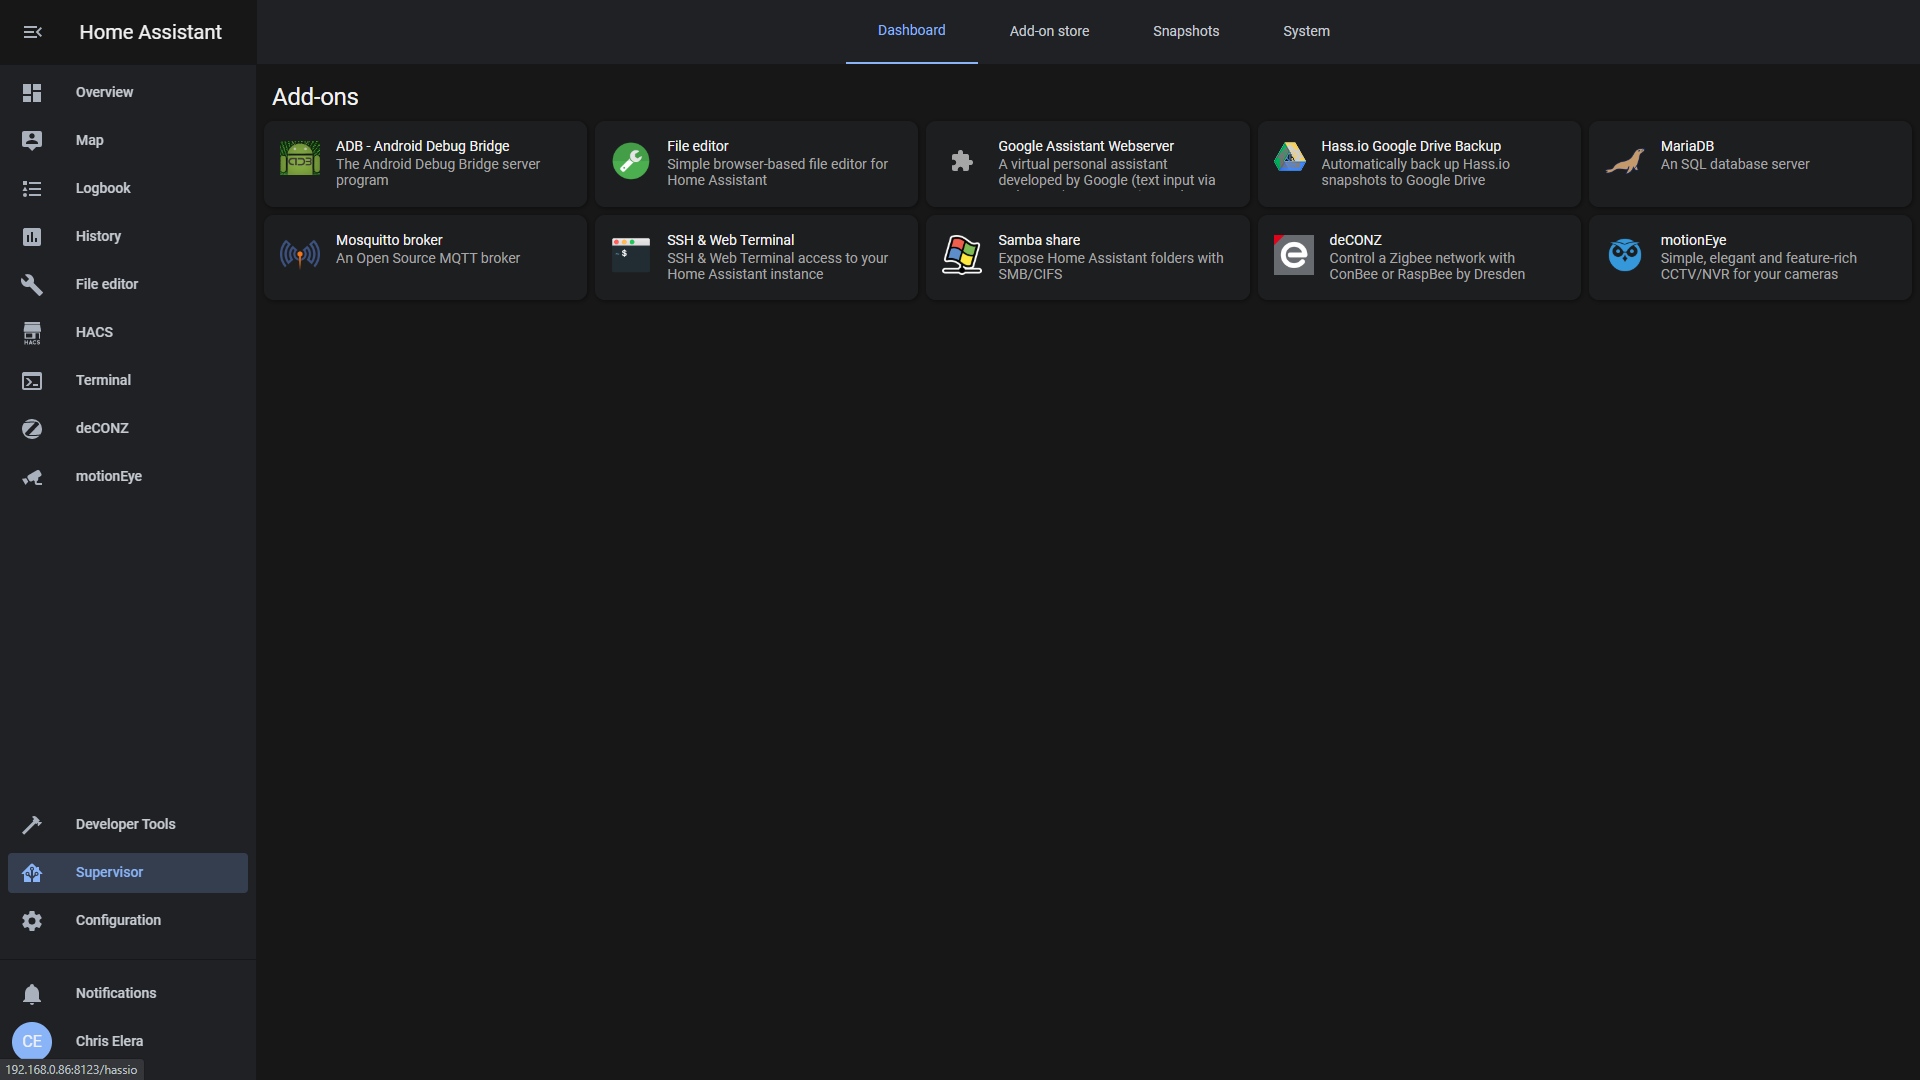 Home Assistant
Dashboard
Add-on store
Snapshots
System
Overview
Map
Logbook
History
File editor
HACS
HACS
Terminal
deCONZ
motionEye
Developer Tools
Supervisor
Configuration
Notifications
CE
Chris Elera
192.168.0.86:8123/hassio
Add-ons
ADB - Android Debug Bridge
The Android Debug Bridge server
program
File editor
Simple browser-based file editor for
Home Assistant
Google Assistant Webserver
A virtual personal assistant
developed by Google (text input via
Hass.io Google Drive Backup
Automatically back up Hass.io
snapshots to Google Drive
MariaDB
An SQL database server
Mosquitto broker
An Open Source MQTT broker
$
SSH & Web Terminal
SSH & Web Terminal access to your
Home Assistant instance
Samba share
Expose Home Assistant folders with
SMB/CIFS
e
deCONZ
Control a Zigbee network with
ConBee or RaspBee by Dresden
motionEye
Simple, elegant and feature-rich
CCTV/NVR for your cameras